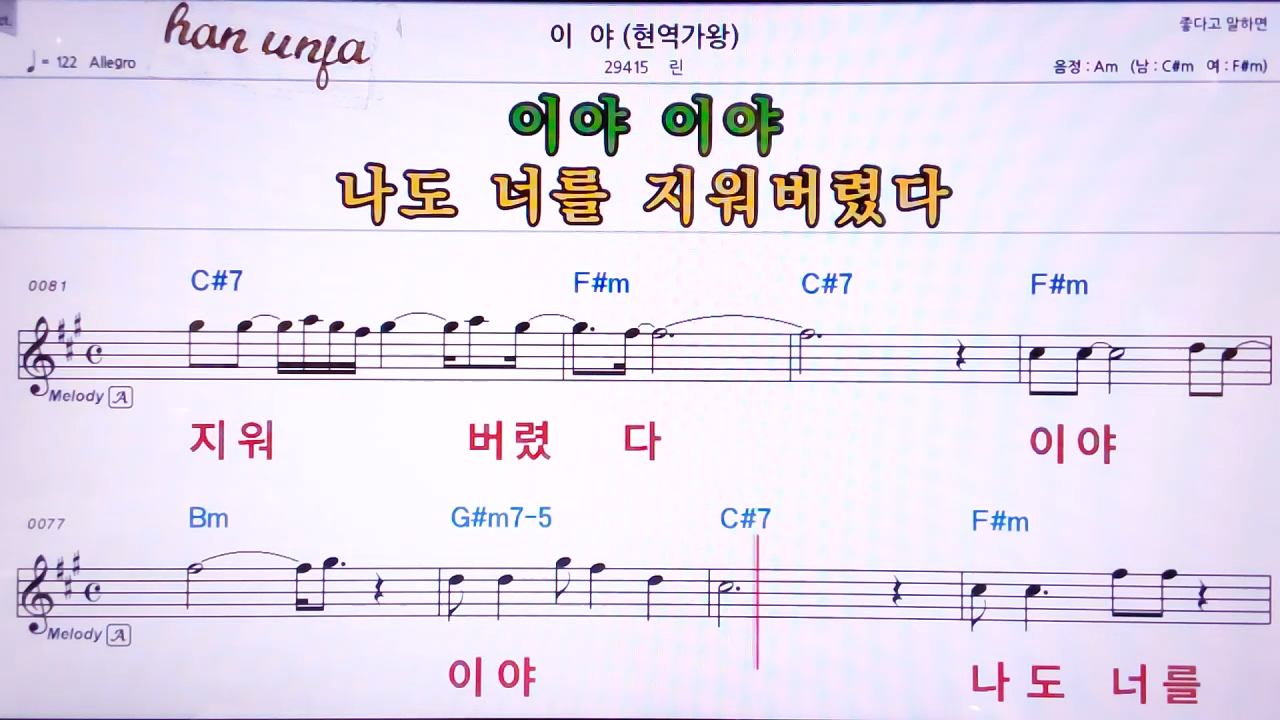 han unfa
이 야 (현역가왕)
좋다고 말하면
♩ = 122 Allegro
29415 린
음정 : Am (남 : C#m 여 : F#m)
이야 이야
나도 너를 지워버렸다
0081 C#7 F#m C#7 F#m
Melody A
지워 버렸 다 이야
0077 Bm G#m7-5 C#7 F#m
Melody A
이야 나도 너를